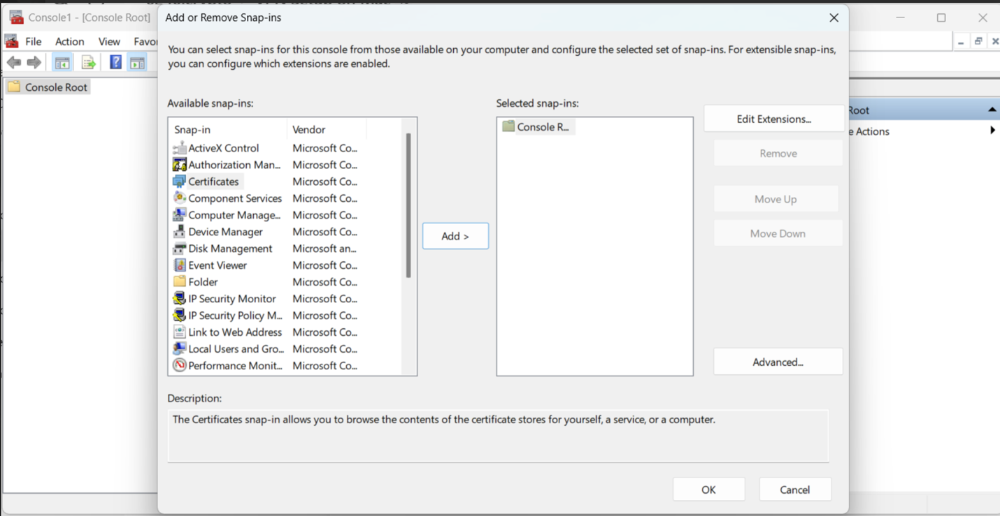 Console1 - [Console Root]
Add or Remove Snap-ins
File Action View Favor
You can select snap-ins for this console from those available on your computer and configure the selected set of snap-ins. For extensible snap-ins,
you can configure which extensions are enabled.
Console Root
Available snap-ins:
Selected snap-ins:
Snap-in Vendor
ActiveX Control Microsoft Co...
Authorization Man... Microsoft Co...
Certificates Microsoft Co...
Component Services Microsoft Co...
Computer Manage... Microsoft Co...
Device Manager Microsoft Co...
Disk Management Microsoft an...
Event Viewer Microsoft Co...
Folder Microsoft Co...
IP Security Monitor Microsoft Co...
IP Security Policy M... Microsoft Co...
Link to Web Address Microsoft Co...
Local Users and Gro... Microsoft Co...
Performance Monit... Microsoft Co...
Add >
Console R...
Edit Extensions...
Remove
Move Up
Move Down
Advanced...
Root
e Actions
Description:
The Certificates snap-in allows you to browse the contents of the certificate stores for yourself, a service, or a computer.
OK
Cancel